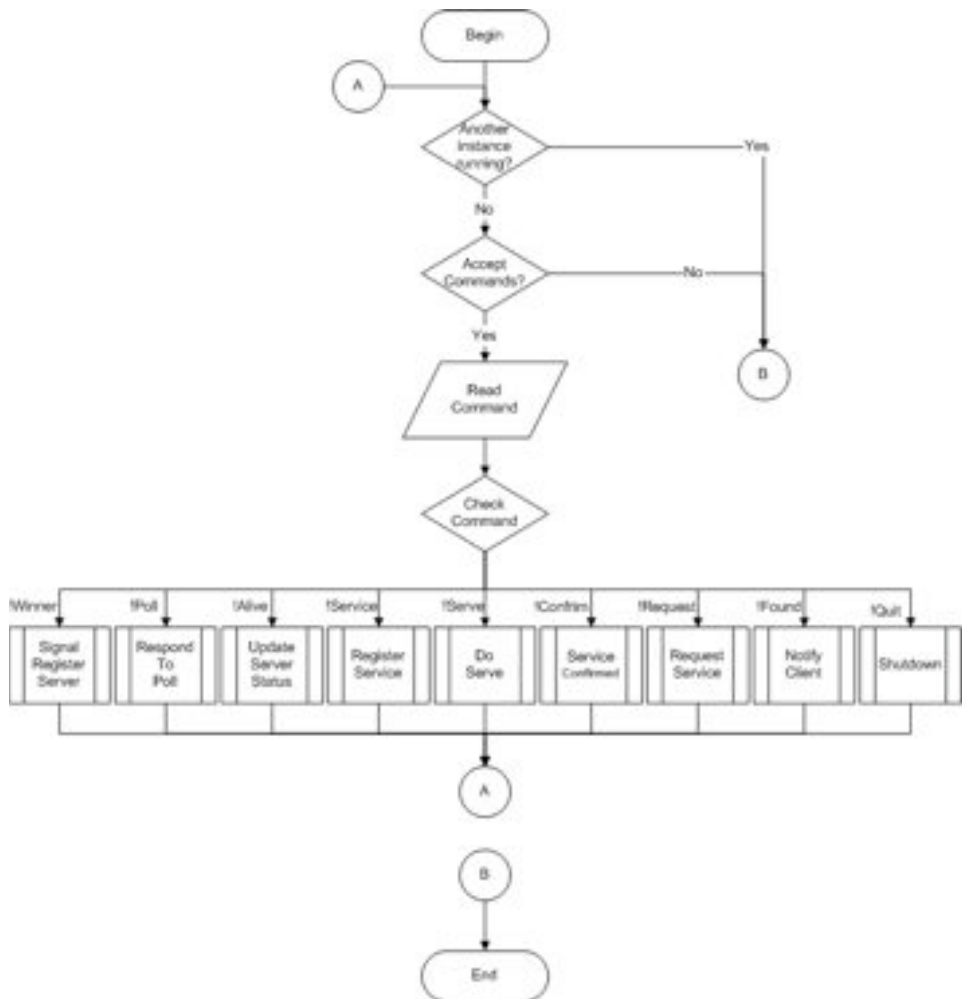 Begin
A
Another
instance
running?
Yes
No
Accept
Commands?
No
Yes
B
Read
Command
Check
Command
!Winner
!Poll
!Alive
!Service
!Serve
!Confrim
!Request
!Found
!Quit
Signal
Register
Server
Respond
To
!Poll
Update
Server
Status
Register
Service
Do
Serve
Service
Confirmed
Request
Service
Notify
Client
Shutdown
A
B
End